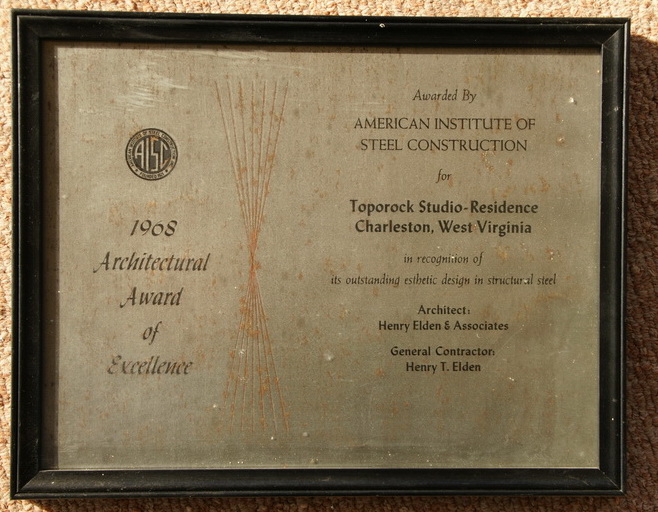 AISC
1968
Architectural
Award
of
Excellence
Awarded By
AMERICAN INSTITUTE OF
STEEL CONSTRUCTION
for
Toporock Studio-Residence
Charleston, West Virginia
in recognition of
its outstanding esthetic design in structural steel
Architect:
Henry Elden & Associates
General Contractor:
Henry T. Elden